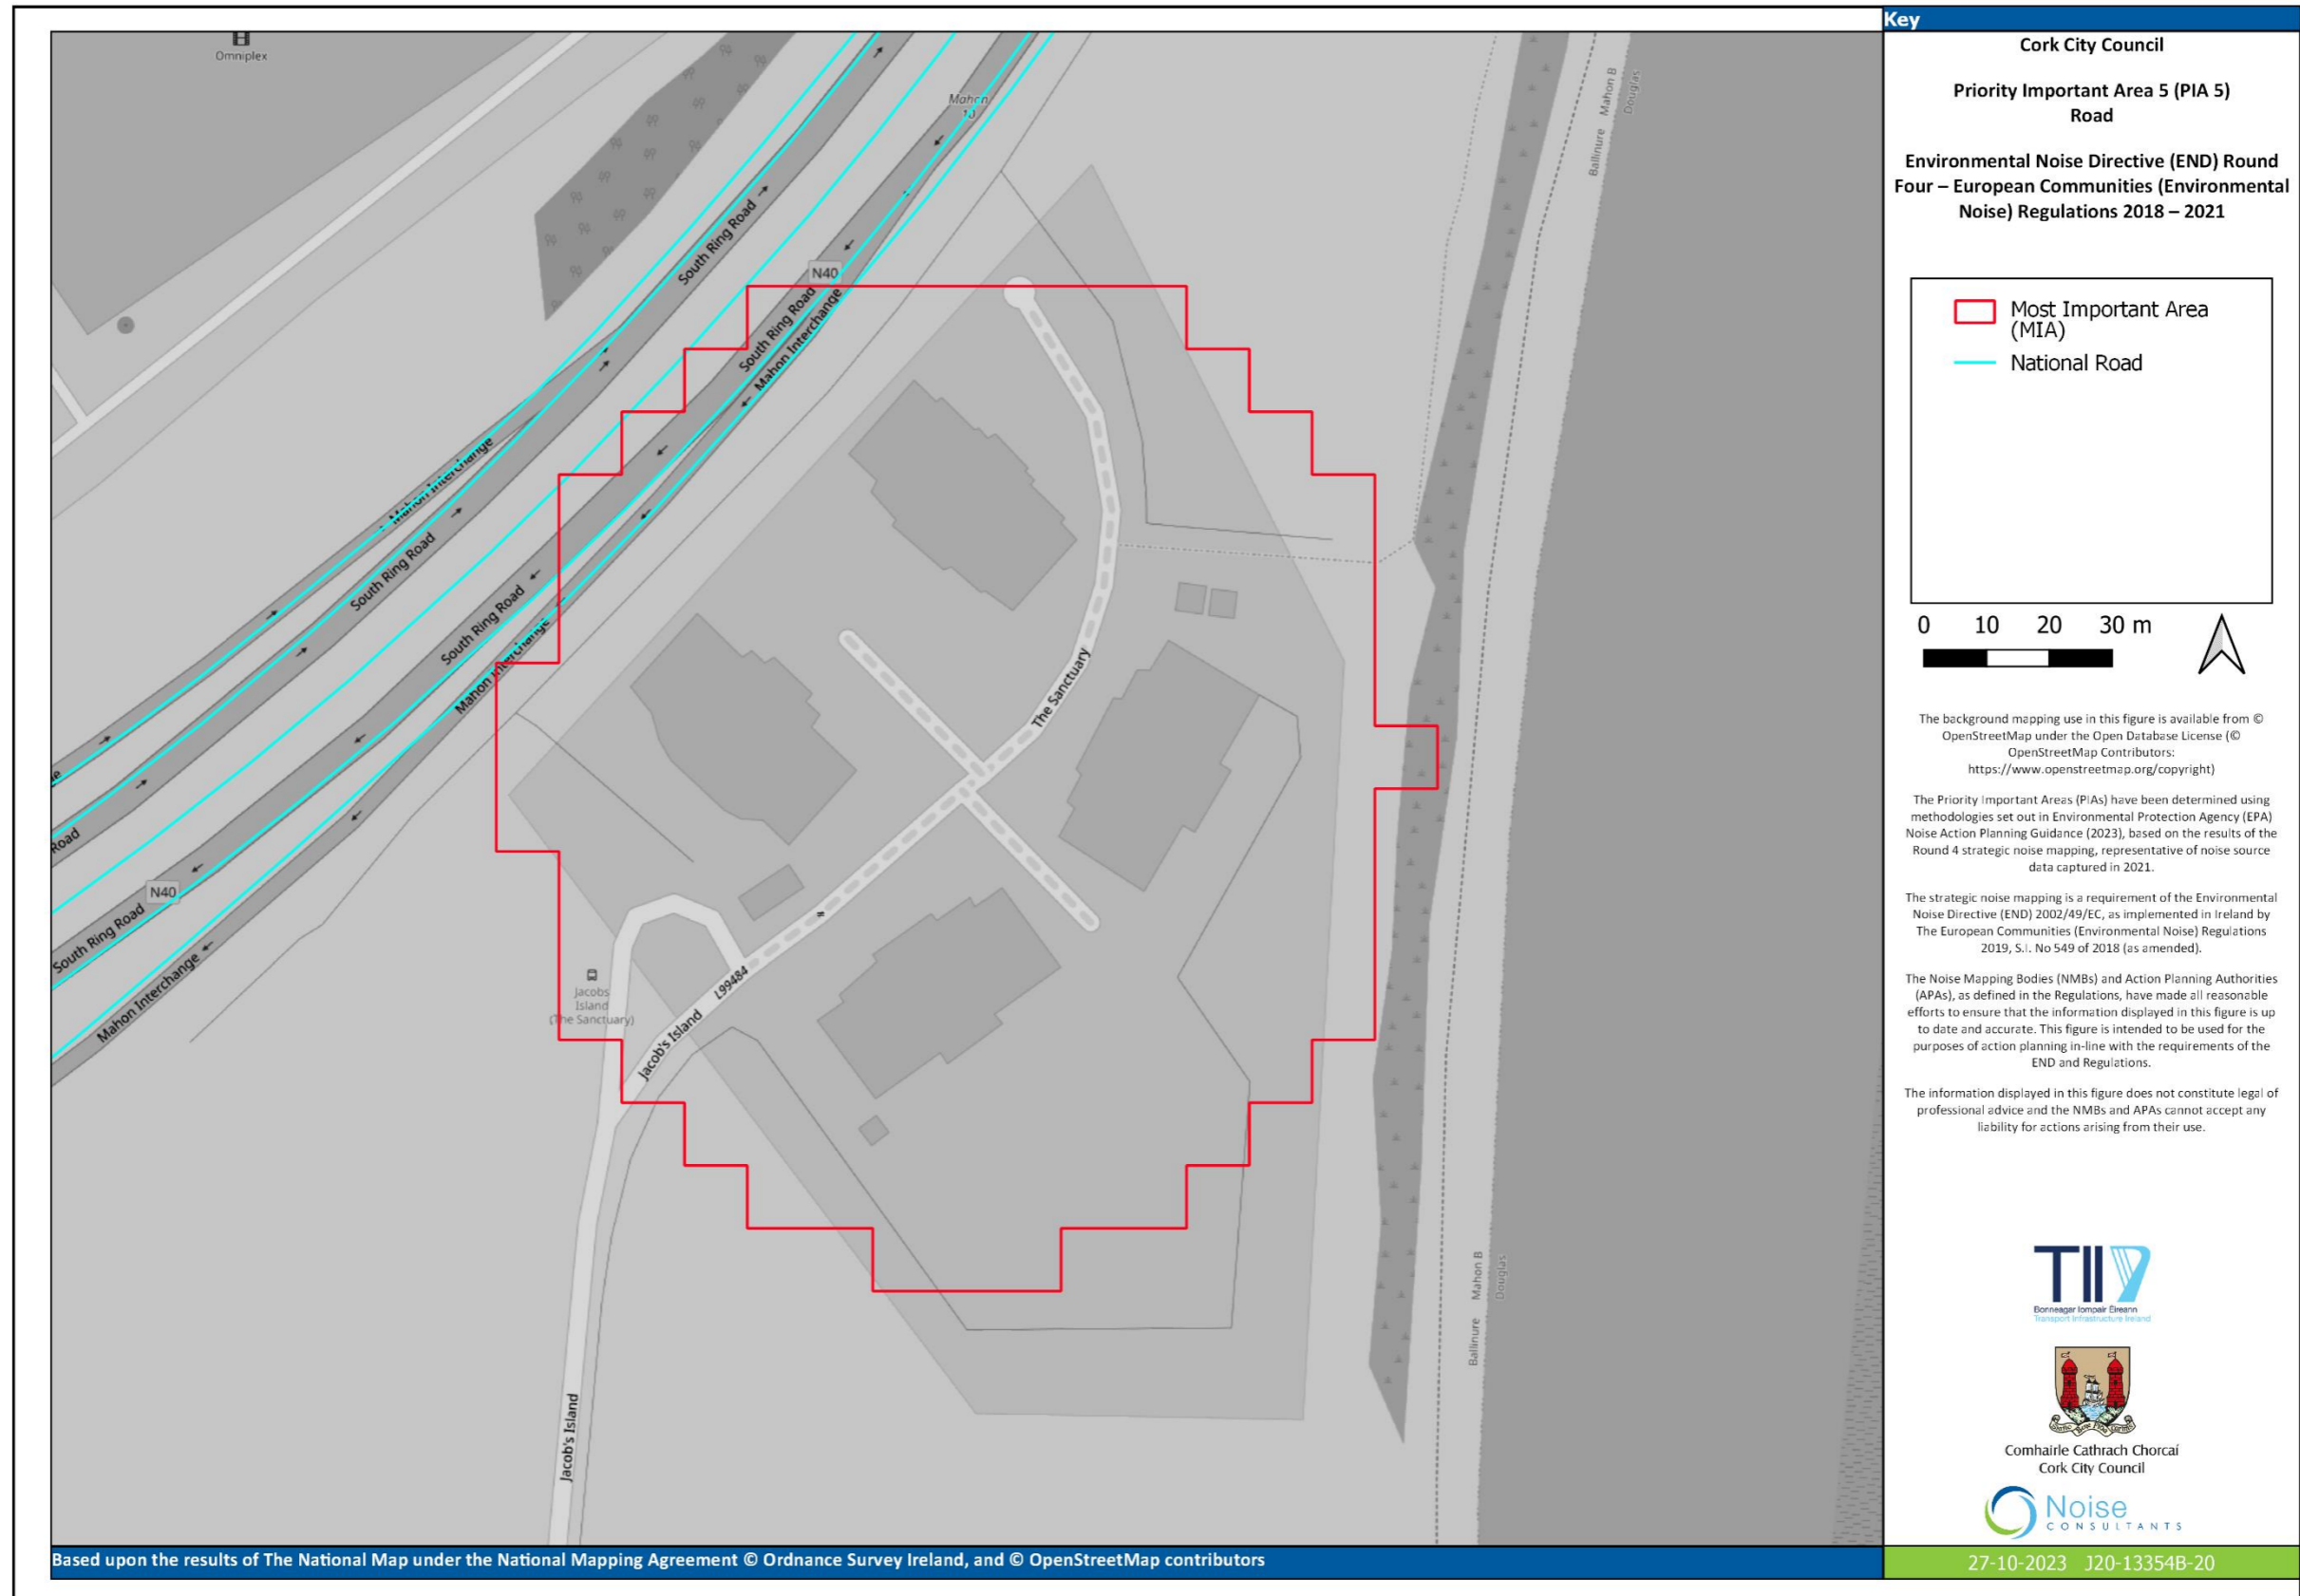 Key
Cork City Council
Priority Important Area 5 (PIA 5)
Road
Environmental Noise Directive (END) Round
Four – European Communities (Environmental
Noise) Regulations 2018 – 2021
Most Important Area
(MIA)
National Road
0 10 20 30 m
The background mapping use in this figure is available from ©
OpenStreetMap under the Open Database License (©
OpenStreetMap Contributors:
https://www.openstreetmap.org/copyright)
The Priority Important Areas (PIAs) have been determined using
methodologies set out in Environmental Protection Agency (EPA)
Noise Action Planning Guidance (2023), based on the results of the
Round 4 strategic noise mapping, representative of noise source
data captured in 2021.
The strategic noise mapping is a requirement of the Environmental
Noise Directive (END) 2002/49/EC, as implemented in Ireland by
The European Communities (Environmental Noise) Regulations
2019, S.I. No 549 of 2018 (as amended).
The Noise Mapping Bodies (NMBs) and Action Planning Authorities
(APAs), as defined in the Regulations, have made all reasonable
efforts to ensure that the information displayed in this figure is up
to date and accurate. This figure is intended to be used for the
purposes of action planning in-line with the requirements of the
END and Regulations.
The information displayed in this figure does not constitute legal of
professional advice and the NMBs and APAs cannot accept any
liability for actions arising from their use.
TII
Bonneagar Iompair Éireann
Transport Infrastructure Ireland
Comhairle Cathrach Chorcaí
Cork City Council
Noise
CONSULTANTS
27-10-2023 J20-13354B-20
Omniplex
Mahon
10
South Ring Road
N40
South Ring Road
Mahon Interchange
Mahon Interchange
South Ring Road
South Ring Road
Mahon Interchange
Road
N40
South Ring Road
Mahon Interchange
The Sanctuary
Jacobs
Island
(The Sanctuary)
L99484
Jacob's Island
Jacob's Island
Ballinure Mahon B
Douglas
Ballinure Mahon B
Douglas
Based upon the results of The National Map under the National Mapping Agreement © Ordnance Survey Ireland, and © OpenStreetMap contributors